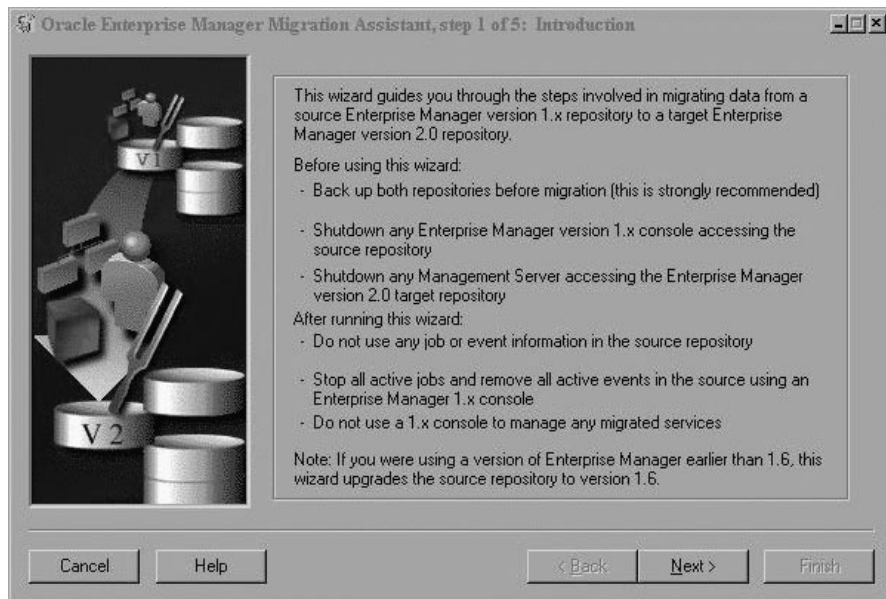 Oracle Enterprise Manager Migration Assistant, step 1 of 5: Introduction
V1
V 2
This wizard guides you through the steps involved in migrating data from a
source Enterprise Manager version 1.x repository to a target Enterprise
Manager version 2.0 repository.
Before using this wizard:
- Back up both repositories before migration (this is strongly recommended)
- Shutdown any Enterprise Manager version 1.x console accessing the
source repository
- Shutdown any Management Server accessing the Enterprise Manager
version 2.0 target repository
After running this wizard:
- Do not use any job or event information in the source repository
- Stop all active jobs and remove all active events in the source using an
Enterprise Manager 1.x console
- Do not use a 1.x console to manage any migrated services
Note: If you were using a version of Enterprise Manager earlier than 1.6, this
wizard upgrades the source repository to version 1.6.
Cancel Help < Back Next > Finish